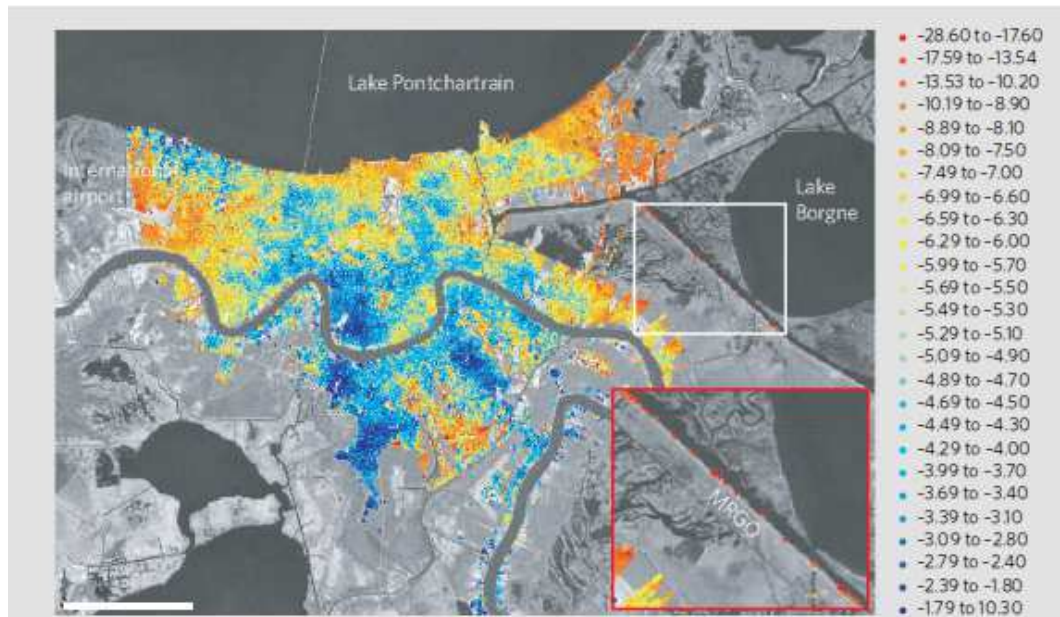 Lake Pontchartrain
International
airport
Lake
Borgne
MRGO
-28.60 to -17.60
-17.59 to -13.54
-13.53 to -10.20
-10.19 to -8.90
-8.89 to -8.10
-8.09 to -7.50
-7.49 to -7.00
-6.99 to -6.60
-6.59 to -6.30
-6.29 to -6.00
-5.99 to -5.70
-5.69 to -5.50
-5.49 to -5.30
-5.29 to -5.10
-5.09 to -4.90
-4.89 to -4.70
-4.69 to -4.50
-4.49 to -4.30
-4.29 to -4.00
-3.99 to -3.70
-3.69 to -3.40
-3.39 to -3.10
-3.09 to -2.80
-2.79 to -2.40
-2.39 to -1.80
-1.79 to 10.30